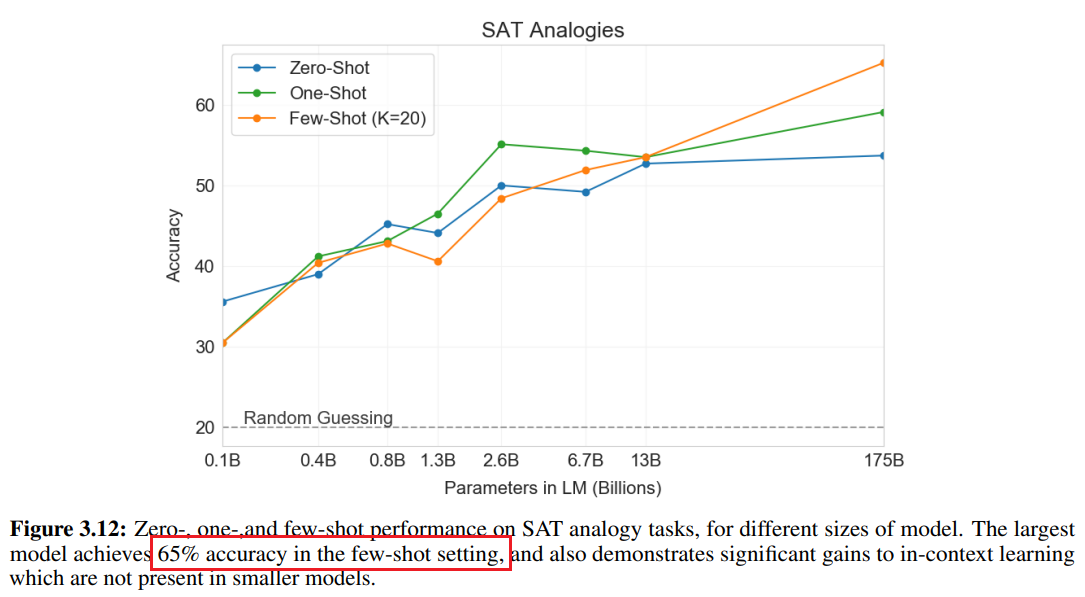 SAT Analogies
Zero-Shot
One-Shot
Few-Shot (K=20)
60
50
40
30
20
Accuracy
Random Guessing
0.1B 0.4B 0.8B 1.3B 2.6B 6.7B 13B 175B
Parameters in LM (Billions)
Figure 3.12: Zero-, one-,and few-shot performance on SAT analogy tasks, for different sizes of model. The largest
model achieves 65% accuracy in the few-shot setting, and also demonstrates significant gains to in-context learning
which are not present in smaller models.